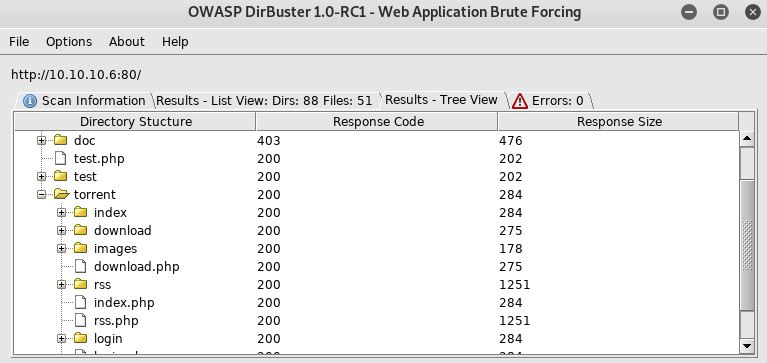 OWASP DirBuster 1.0-RC1 - Web Application Brute Forcing
File Options About Help
http://10.10.10.6:80/
Scan Information Results - List View: Dirs: 88 Files: 51 Results - Tree View Errors: 0
Directory Stucture Response Code Response Size
doc 403 476
test.php 200 202
test 200 202
torrent 200 284
index 200 284
download 200 275
images 200 178
download.php 200 275
rss 200 1251
index.php 200 284
rss.php 200 1251
login 200 284